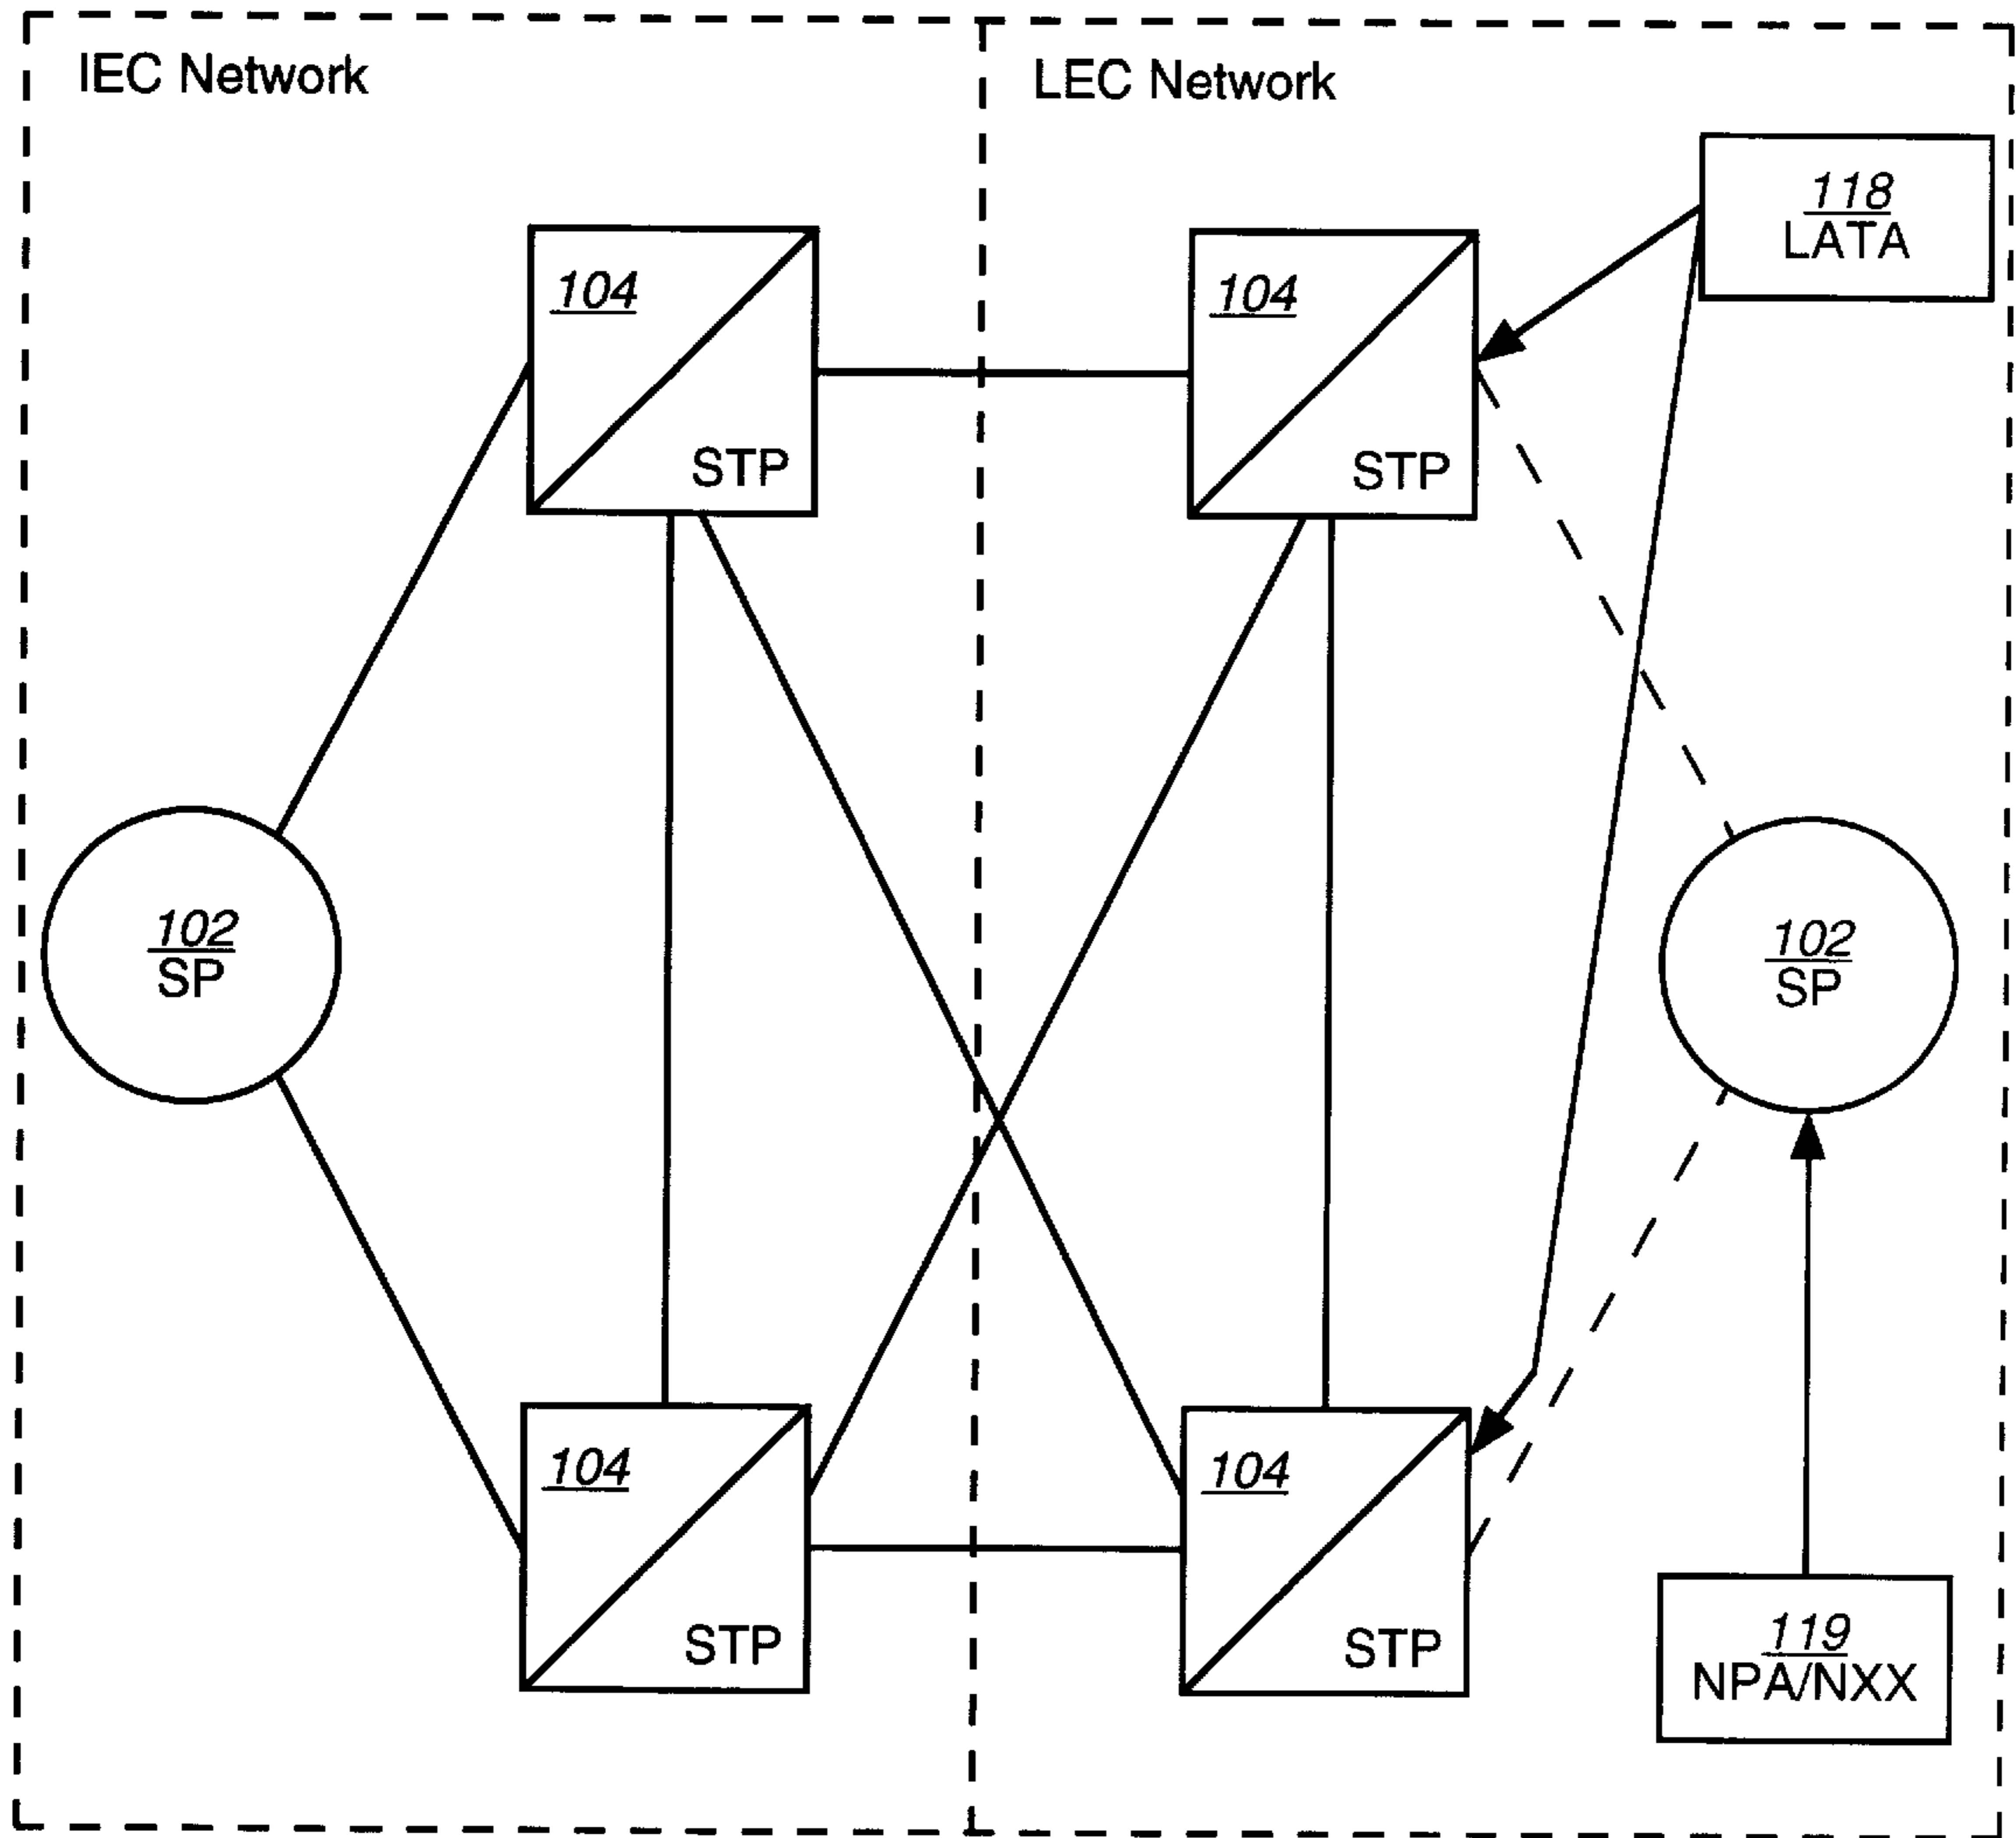 IEC Network
LEC Network
118
LATA
104
STP
104
STP
102
SP
102
SP
104
STP
104
STP
119
NPA/NXX